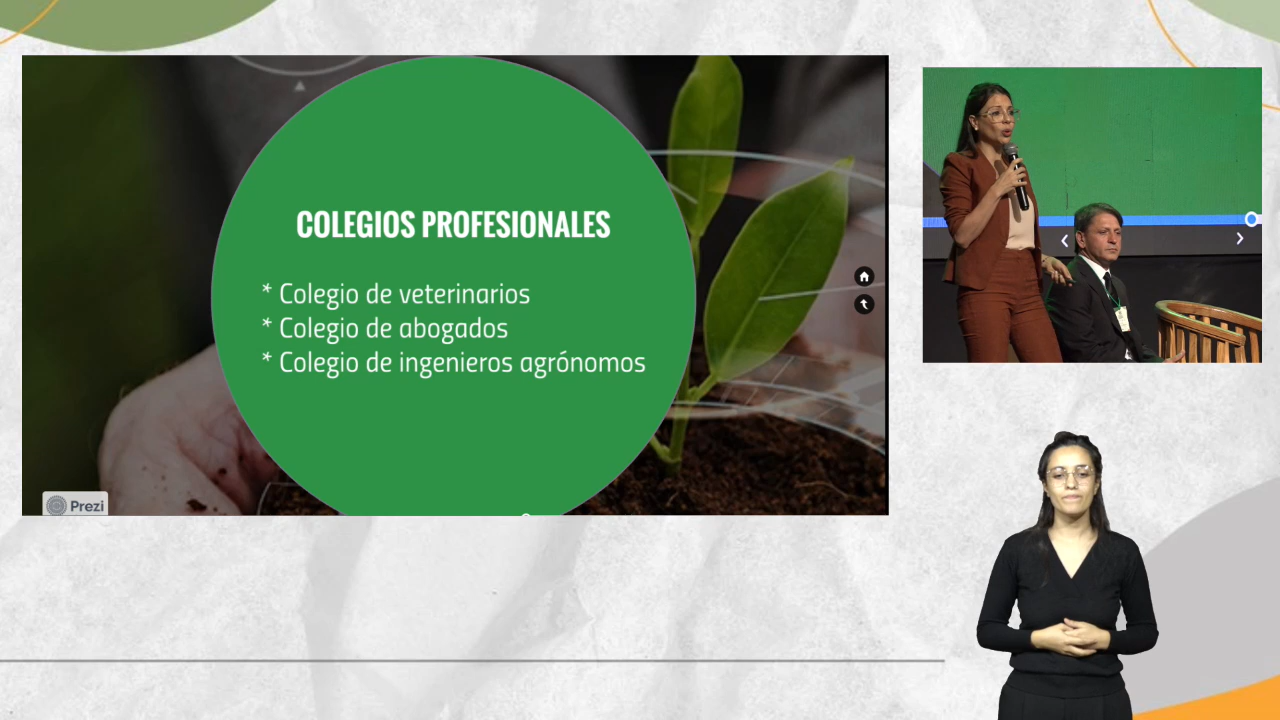 COLEGIOS PROFESIONALES
* Colegio de veterinarios
* Colegio de abogados
* Colegio de ingenieros agrónomos
Prezi